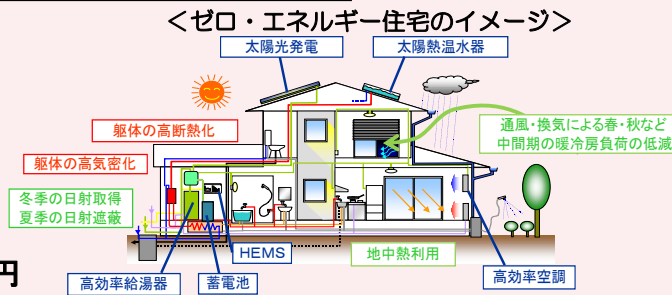 ＜ゼロ・エネルギー住宅のイメージ＞
太陽光発電
太陽熱温水器
躯体の高断熱化
通風・換気による春・秋など
中間期の暖冷房負荷の低減
躯体の高気密化
冬季の日射取得
夏季の日射遮蔽
HEMS
地中熱利用
円
高効率給湯器
蓄電池
高効率空調